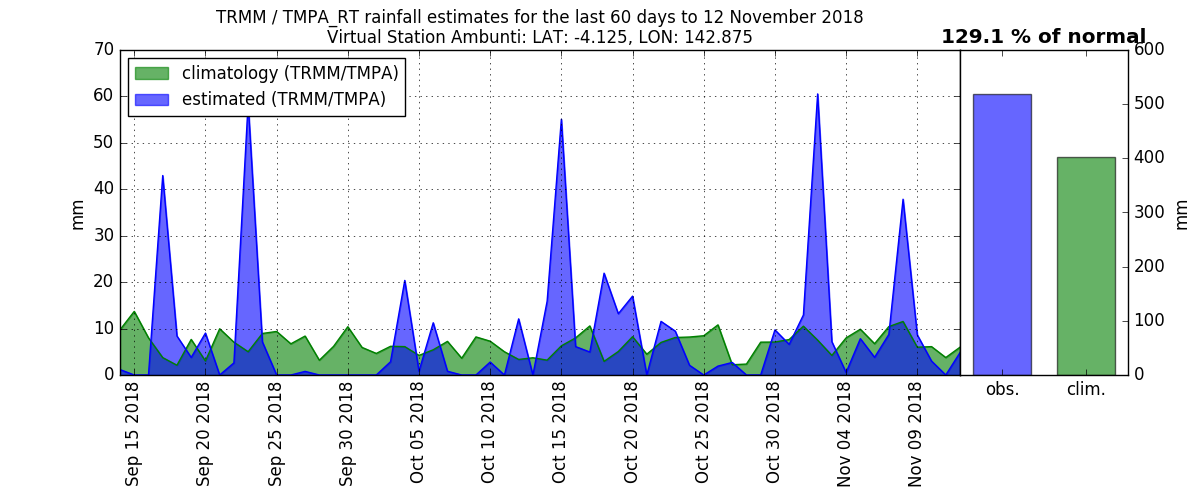 TRMM / TMPA_RT rainfall estimates for the last 60 days to 12 November 2018
Virtual Station Ambunti: LAT: -4.125, LON: 142.875
129.1 % of normal
climatology (TRMM/TMPA)
estimated (TRMM/TMPA)
70
60
50
40
30
20
10
0
mm
Sep 15 2018
Sep 20 2018
Sep 25 2018
Sep 30 2018
Oct 05 2018
Oct 10 2018
Oct 15 2018
Oct 20 2018
Oct 25 2018
Oct 30 2018
Nov 04 2018
Nov 09 2018
600
500
400
300
200
100
0
mm
obs.
clim.